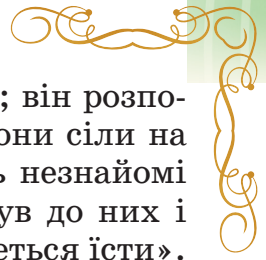 ; він розпо-
они сіли на
ь незнайомі
ув до них і
еться їсти».